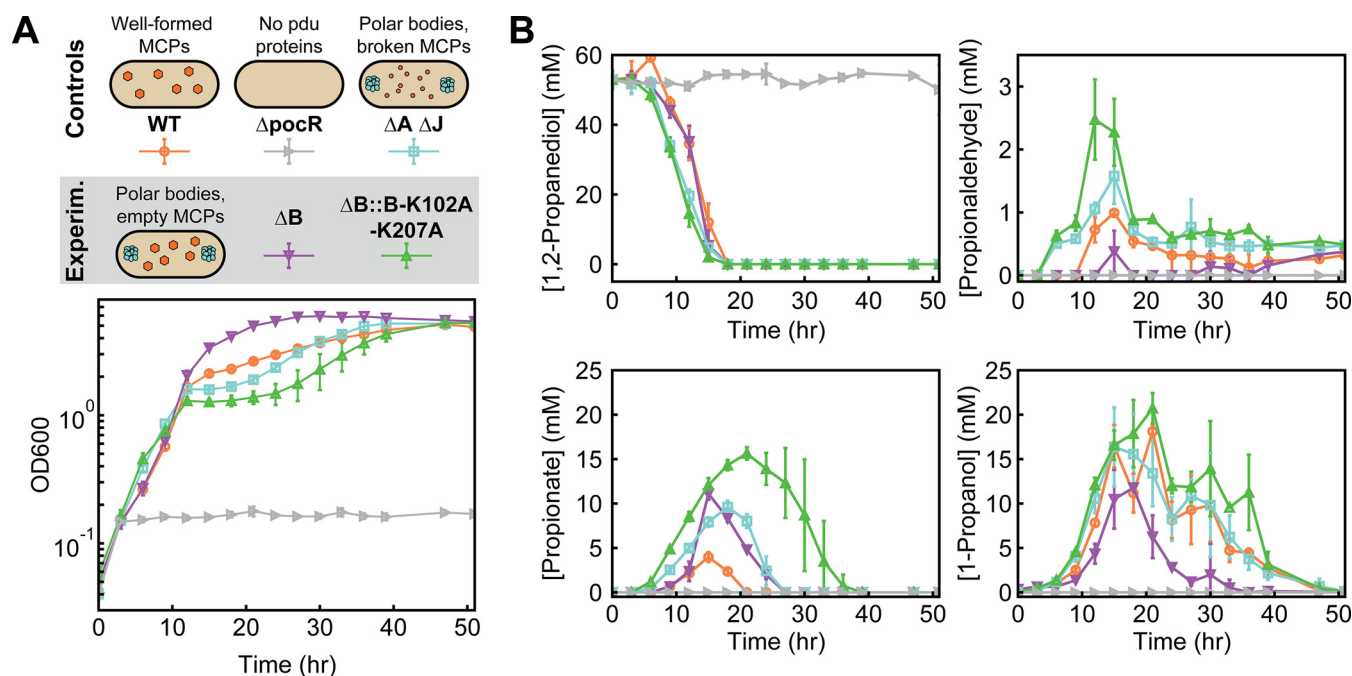 A
Controls
Well-formed
MCPs
No pdu
proteins
Polar bodies,
broken MCPs
WT
ΔpocR
ΔA ΔJ
Experim.
Polar bodies,
empty MCPs
ΔB
ΔB::B-K102A
-K207A
OD600
10⁰
10⁻¹
0 10 20 30 40 50
Time (hr)
B
[1,2-Propanediol] (mM)
60
40
20
0
0 10 20 30 40 50
Time (hr)
[Propionaldehyde] (mM)
3
2
1
0
0 10 20 30 40 50
Time (hr)
[Propionate] (mM)
25
20
15
10
5
0
0 10 20 30 40 50
Time (hr)
[1-Propanol] (mM)
25
20
15
10
5
0
0 10 20 30 40 50
Time (hr)